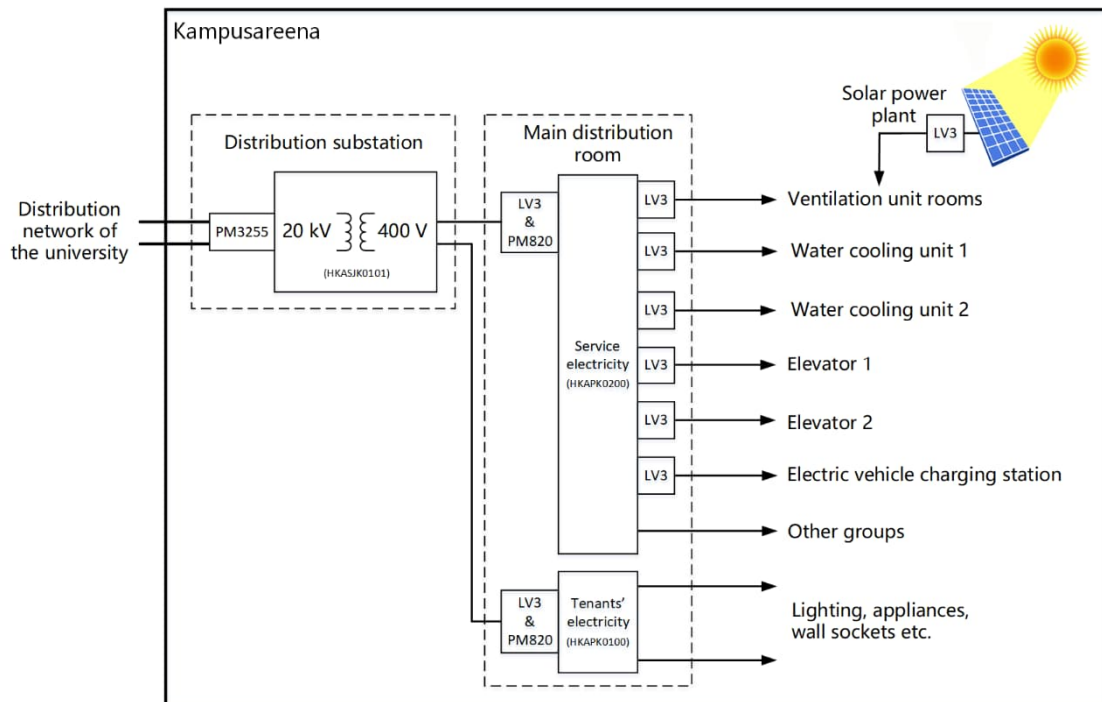 Kampusareena
Solar power
plant
LV3
Distribution substation
Main distribution
room
Distribution
network of
the university
PM3255
20 kV
400 V
(HKASJK0101)
LV3
&
PM820
Service
electricity
(HKAPK0200)
LV3
Ventilation unit rooms
LV3
Water cooling unit 1
LV3
Water cooling unit 2
LV3
Elevator 1
LV3
Elevator 2
LV3
Electric vehicle charging station
Other groups
LV3
&
PM820
Tenants'
electricity
(HKAPK0100)
Lighting, appliances,
wall sockets etc.